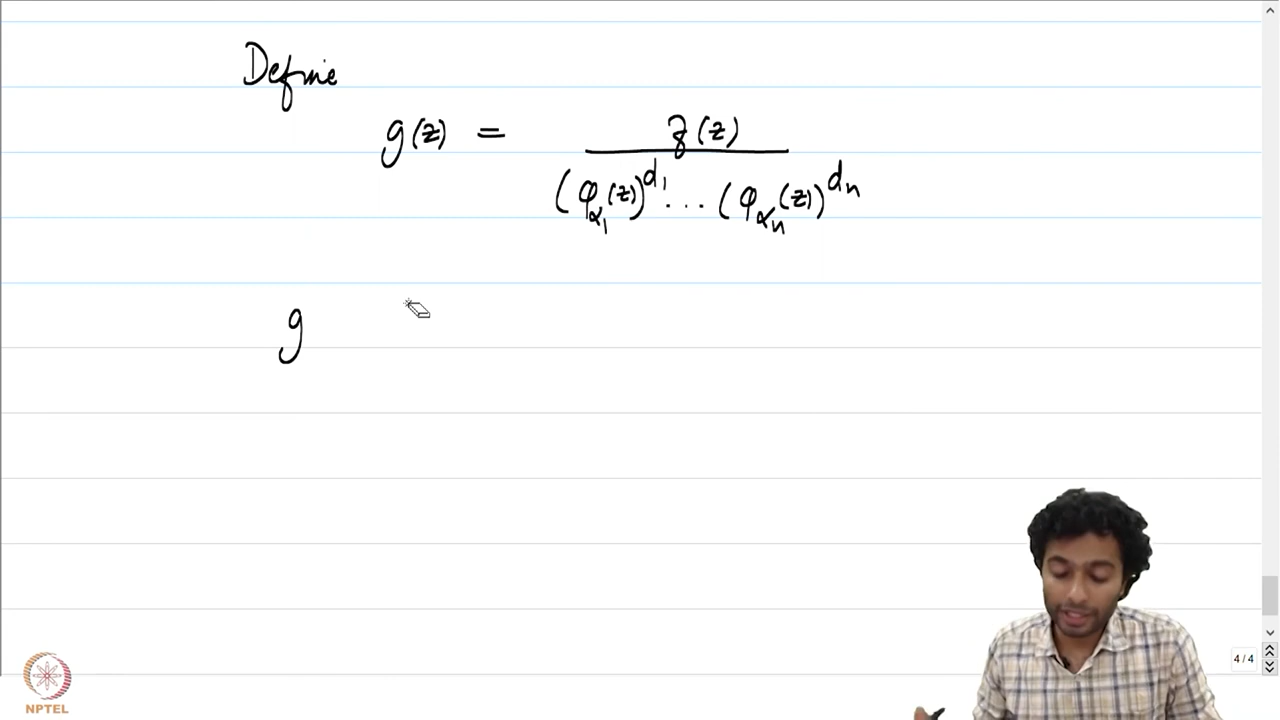 Define
g(z) = f(z) / (φ_{α_1}(z))^{d_1} ... (φ_{α_n}(z))^{d_n}
g
4 / 4
NPTEL